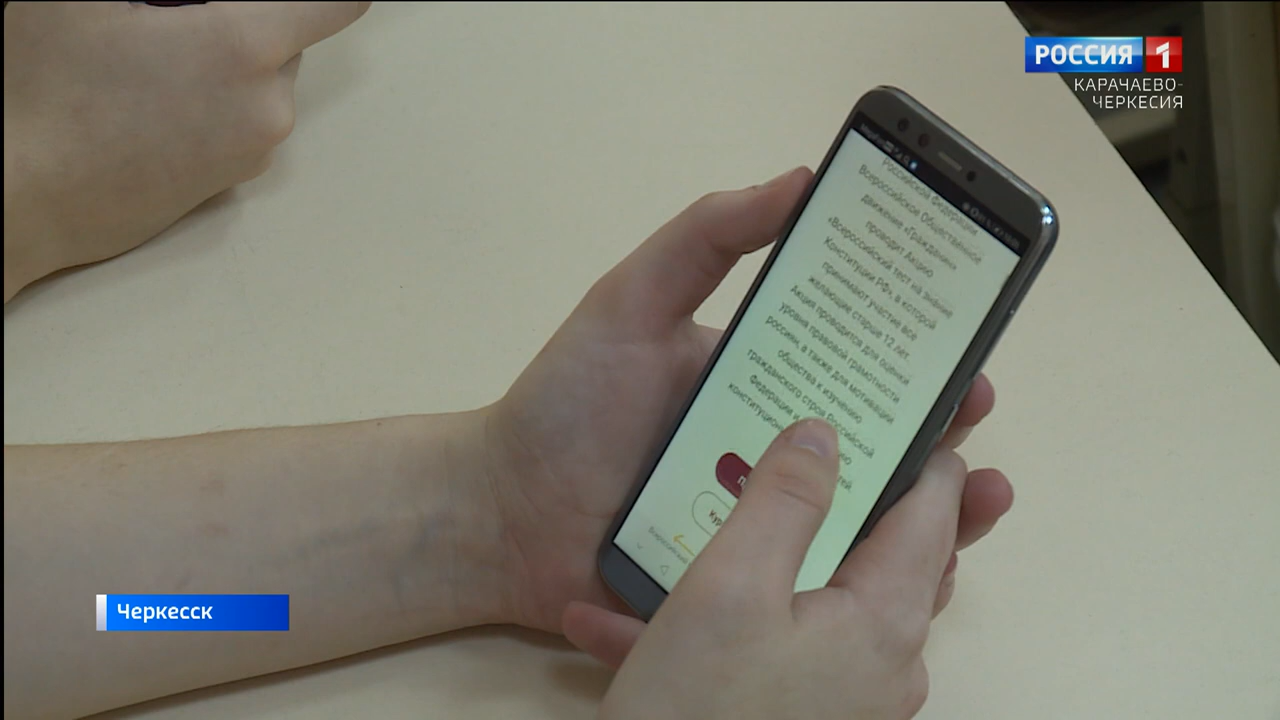 РОССИЯ 1
КАРАЧАЕВО-
ЧЕРКЕСИЯ
Российской Федерации
Всероссийское Общественное
движение «Гражданин»
проводит Акцию
«Всероссийский тест на знание
Конституции РФ», в которой
принимают участие все
желающие старше 12 лет.
Акция проводится для оценки
уровня правовой грамотности
россиян, а также для мотивации
общества к изучению
гражданского строя Российской
Федерации и
конституцион
Черкесск